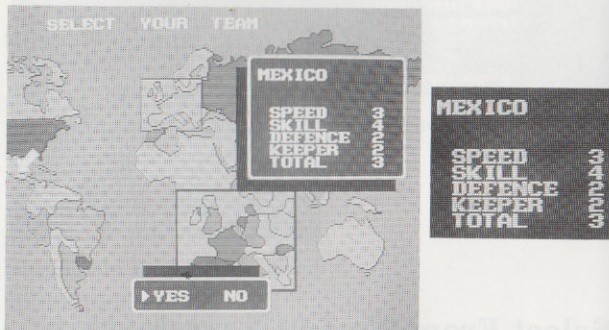 SELECT YOUR TEAM
MEXICO
SPEED 3
SKILL 4
DEFENCE 2
KEEPER 2
TOTAL 3
▶YES NO
MEXICO
SPEED 3
SKILL 4
DEFENCE 2
KEEPER 2
TOTAL 3